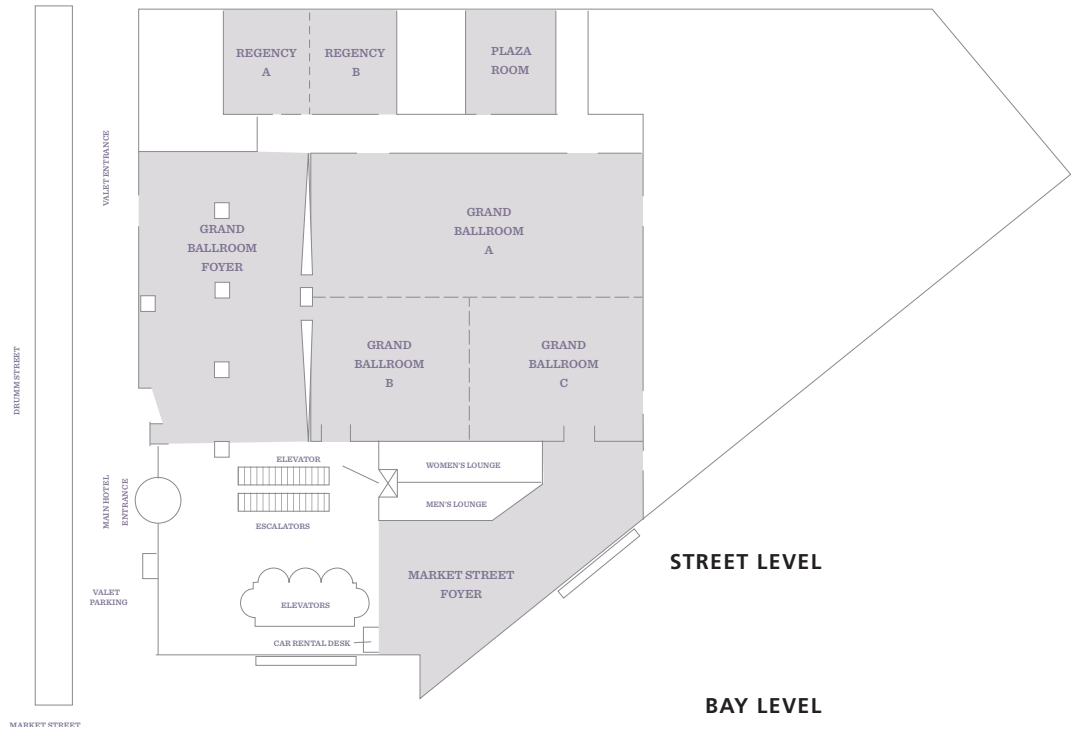 REGENCY
A
REGENCY
B
PLAZA
ROOM
VALET ENTRANCE
GRAND
BALLROOM
FOYER
GRAND
BALLROOM
A
GRAND
BALLROOM
B
GRAND
BALLROOM
C
DRUMM STREET
MAIN HOTEL
ENTRANCE
ELEVATOR
WOMEN'S LOUNGE
MEN'S LOUNGE
ESCALATORS
STREET LEVEL
MARKET STREET
FOYER
VALET
PARKING
ELEVATORS
CAR RENTAL DESK
BAY LEVEL
MARKET STREET